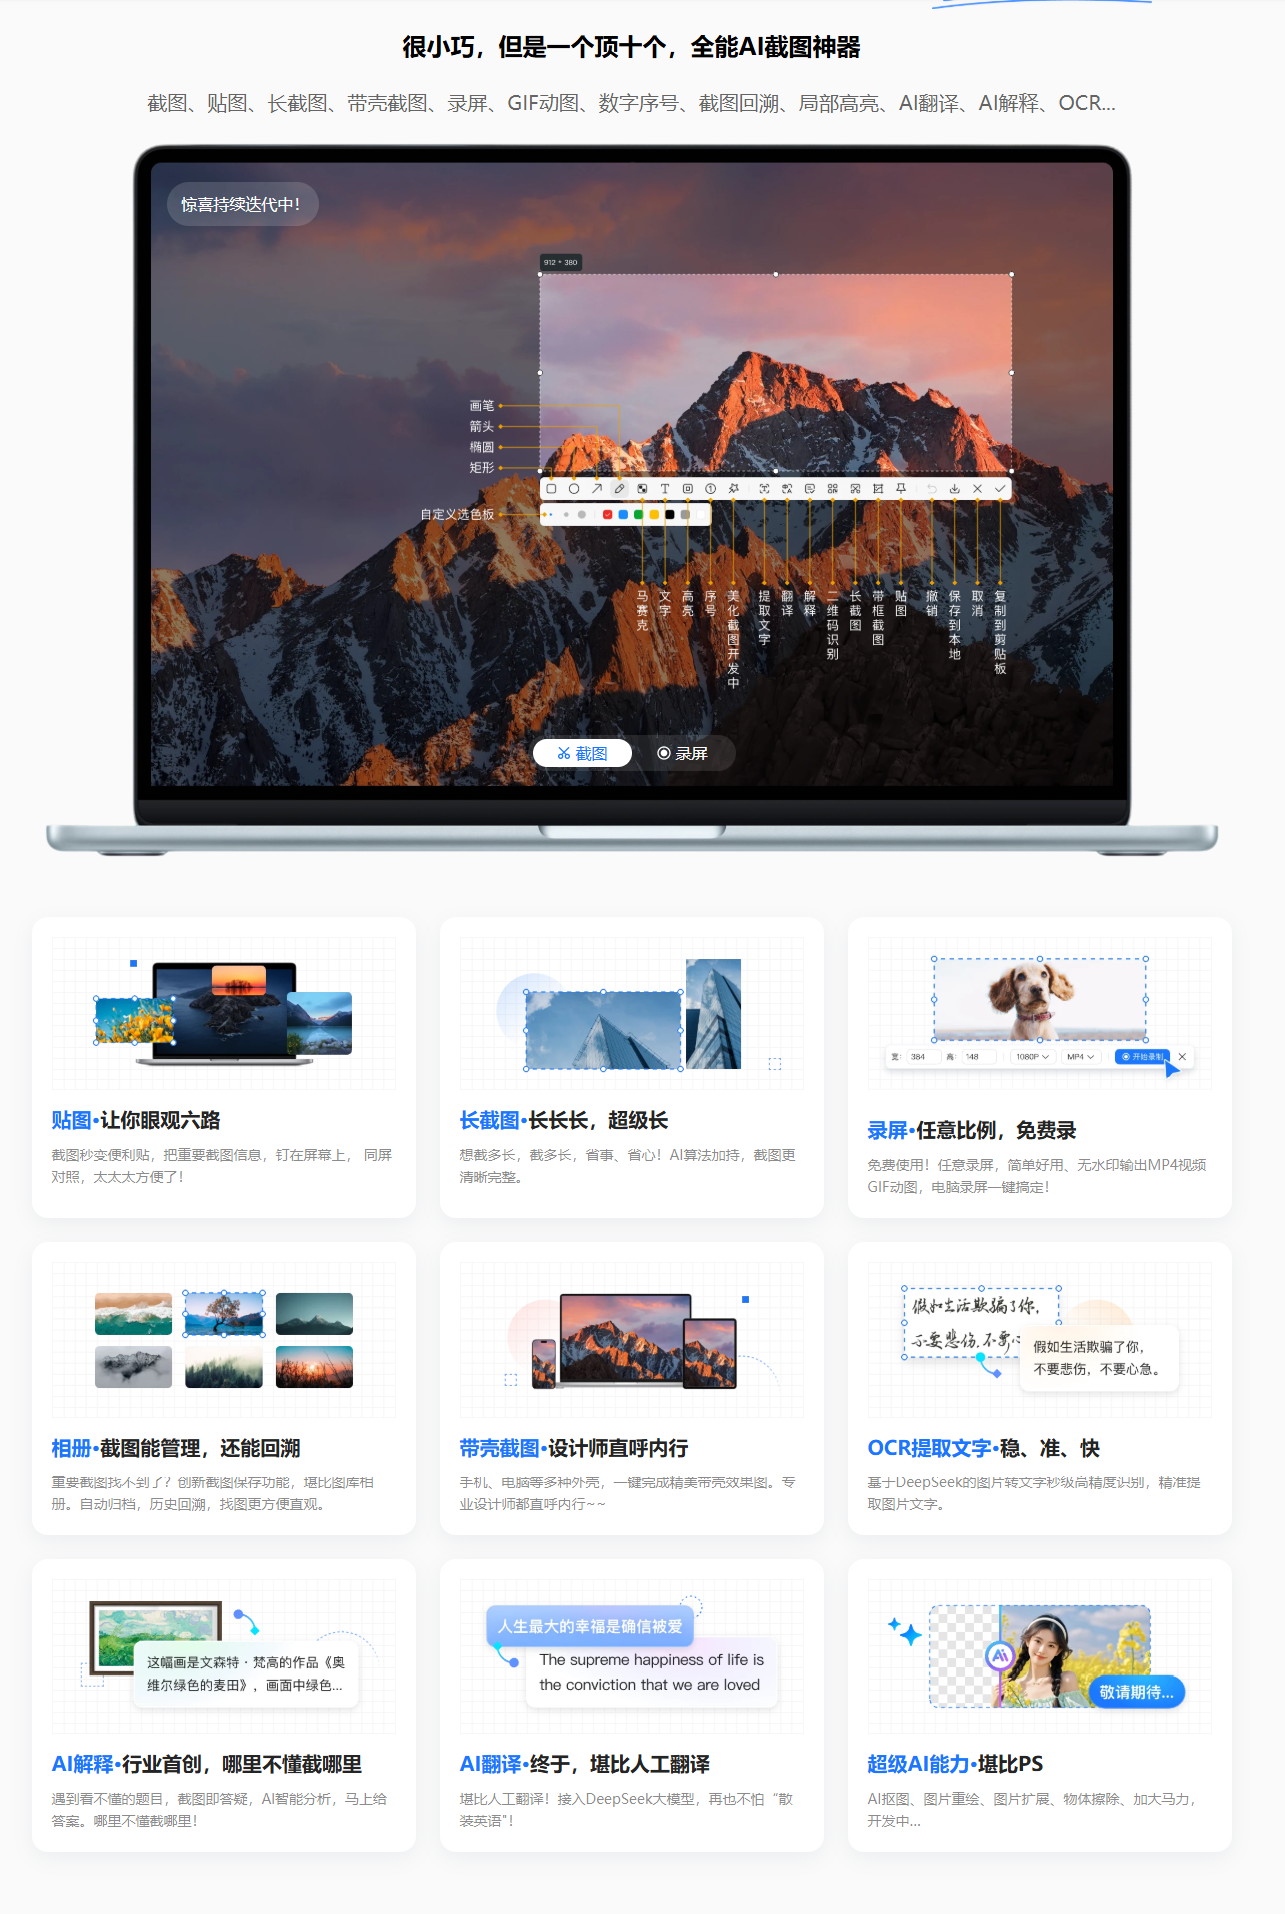 很小巧，但是一个顶十个，全能AI截图神器
截图、贴图、长截图、带壳截图、录屏、GIF动图、数字序号、截图回溯、局部高亮、AI翻译、AI解释、OCR...
惊喜持续迭代中！
912 * 380
画笔
箭头
椭圆
矩形
自定义选色板
马赛克
文字
高亮
序号
美化截图开发中
提取文字
翻译
解释
二维码识别
长截图
带框截图
贴图
撤销
保存到本地
取消
复制到剪贴板
截图
录屏
贴图·让你眼观六路
截图秒变便利贴，把重要截图信息，钉在屏幕上， 同屏
对照，太太太方便了！
长截图·长长长，超级长
想截多长，截多长，省事、省心！AI算法加持，截图更
清晰完整。
宽： 384 高： 148 1080P MP4 开始录制
录屏·任意比例，免费录
免费使用！任意录屏，简单好用、无水印输出MP4视频
GIF动图，电脑录屏一键搞定！
相册·截图能管理，还能回溯
重要截图找不到了？创新截图保存功能，堪比图库相
册。自动归档，历史回溯，找图更方便直观。
带壳截图·设计师直呼内行
手机、电脑等多种外壳，一键完成精美带壳效果图。专
业设计师都直呼内行~~
假如生活欺骗了你，
不要悲伤，不要心
假如生活欺骗了你，
不要悲伤，不要心急。
OCR提取文字·稳、准、快
基于DeepSeek的图片转文字秒级高精度识别，精准提
取图片文字。
这幅画是文森特·梵高的作品《奥
维尔绿色的麦田》，画面中绿色...
AI解释·行业首创，哪里不懂截哪里
遇到看不懂的题目，截图即答疑，AI智能分析，马上给
答案。哪里不懂截哪里！
人生最大的幸福是确信被爱
The supreme happiness of life is
the conviction that we are loved
AI翻译·终于，堪比人工翻译
堪比人工翻译！接入DeepSeek大模型，再也不怕“散
装英语"！
Ai
敬请期待...
超级AI能力·堪比PS
AI抠图、图片重绘、图片扩展、物体擦除、加大马力，
开发中...